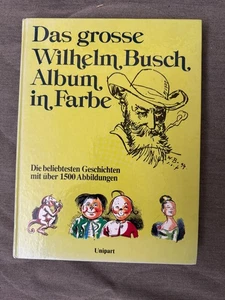 Das grosse
Wilhelm Busch
Album
in Farbe
Die beliebtesten Geschichten
mit über 1500 Abbildungen
Unipart